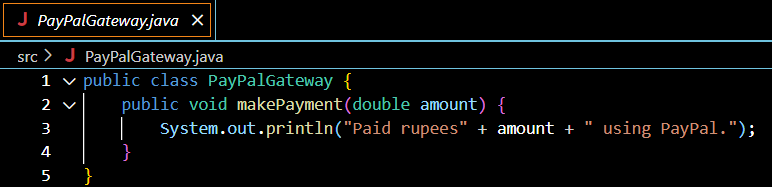 J PayPalGateway.java ×
src > J PayPalGateway.java
1 public class PayPalGateway {
2     public void makePayment(double amount) {
3         System.out.println("Paid rupees" + amount + " using PayPal.");
4     }
5 }